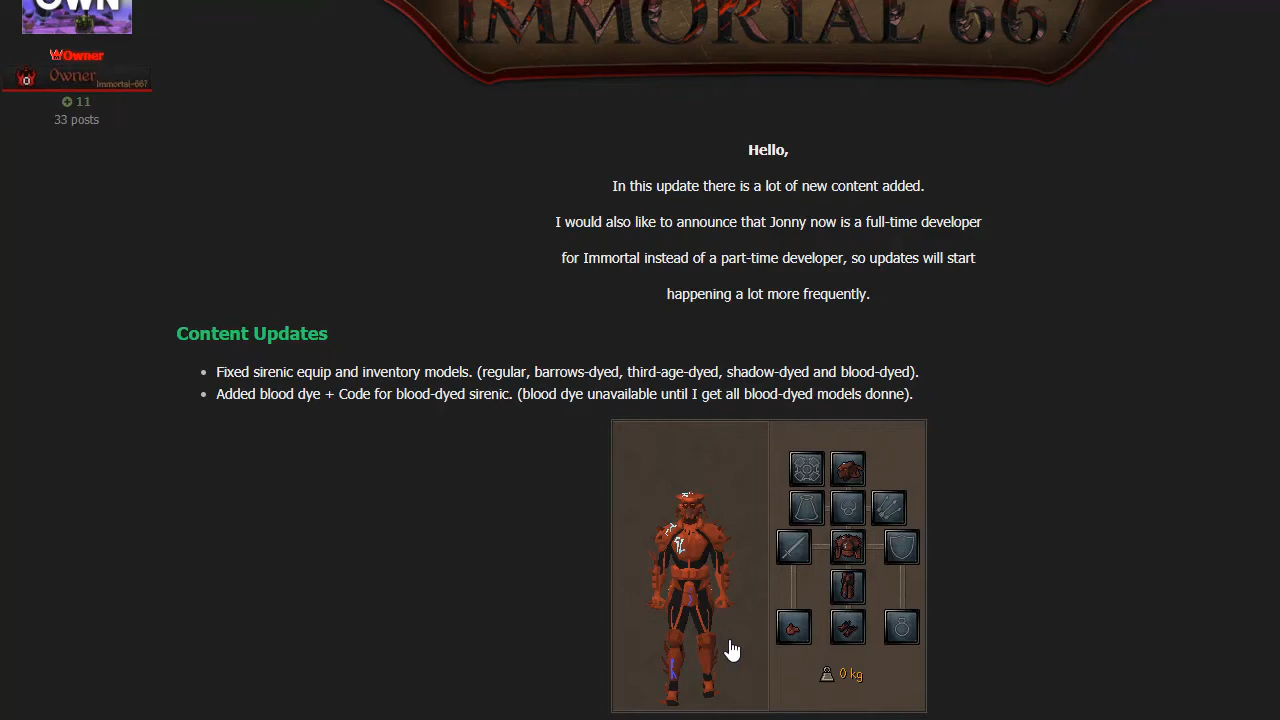 OWN
IMMORTAL 667
Owner
Owner
Immortal-667
11
33 posts
Hello,
In this update there is a lot of new content added.
I would also like to announce that Jonny now is a full-time developer
for Immortal instead of a part-time developer, so updates will start
happening a lot more frequently.
Content Updates
Fixed sirenic equip and inventory models. (regular, barrows-dyed, third-age-dyed, shadow-dyed and blood-dyed).
Added blood dye + Code for blood-dyed sirenic. (blood dye unavailable until I get all blood-dyed models donne).
0 kg